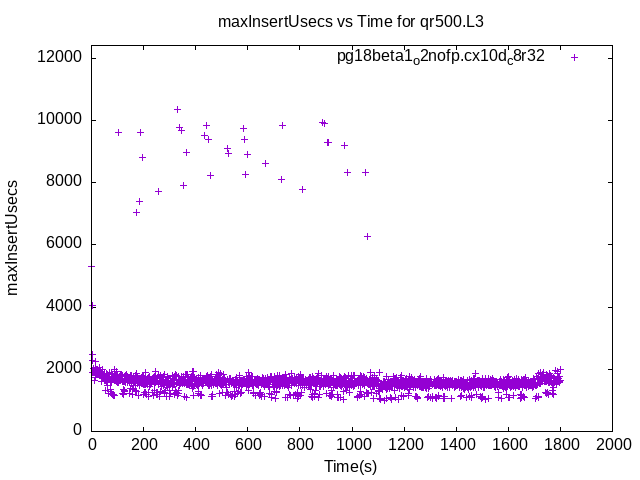 maxInsertUsecs vs Time for qr500.L3
pg18beta1o2nofp.cx10dc8r32
12000
10000
8000
6000
4000
2000
0
maxInsertUsecs
0 200 400 600 800 1000 1200 1400 1600 1800 2000
Time(s)